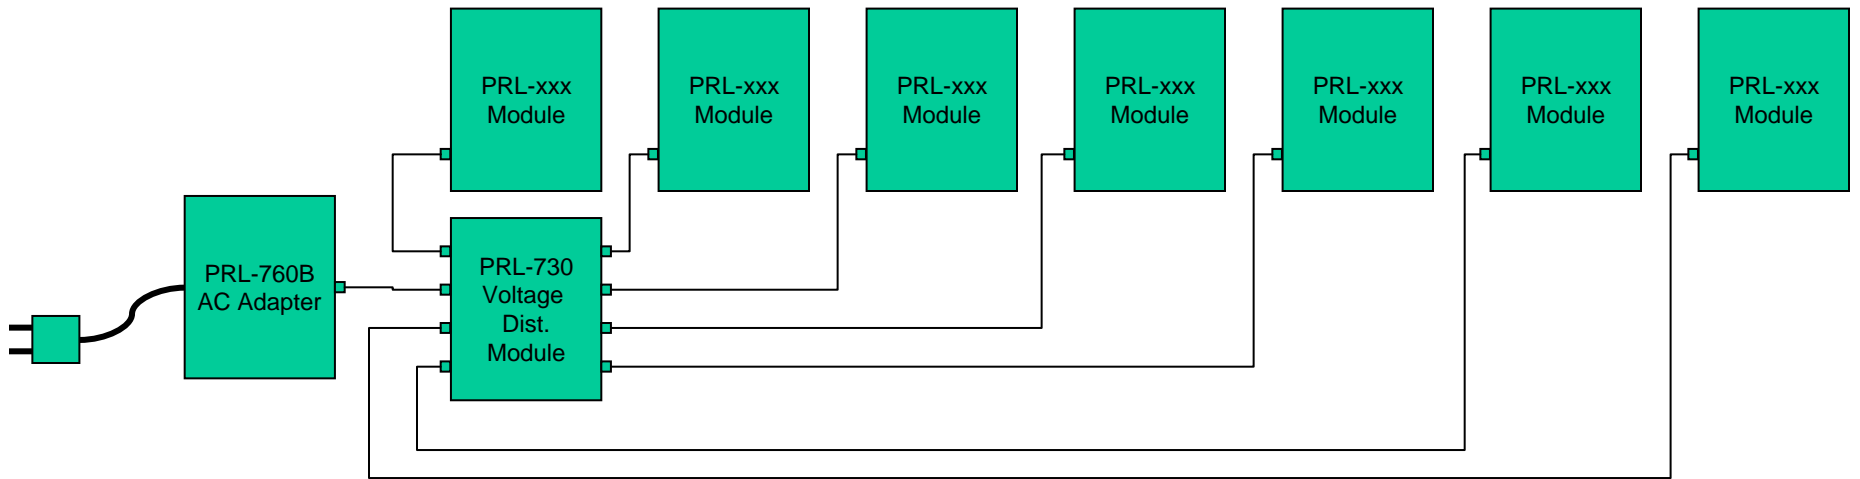 PRL-xxx
Module
PRL-xxx
Module
PRL-xxx
Module
PRL-xxx
Module
PRL-xxx
Module
PRL-xxx
Module
PRL-xxx
Module
PRL-760B
AC Adapter
PRL-730
Voltage
Dist.
Module